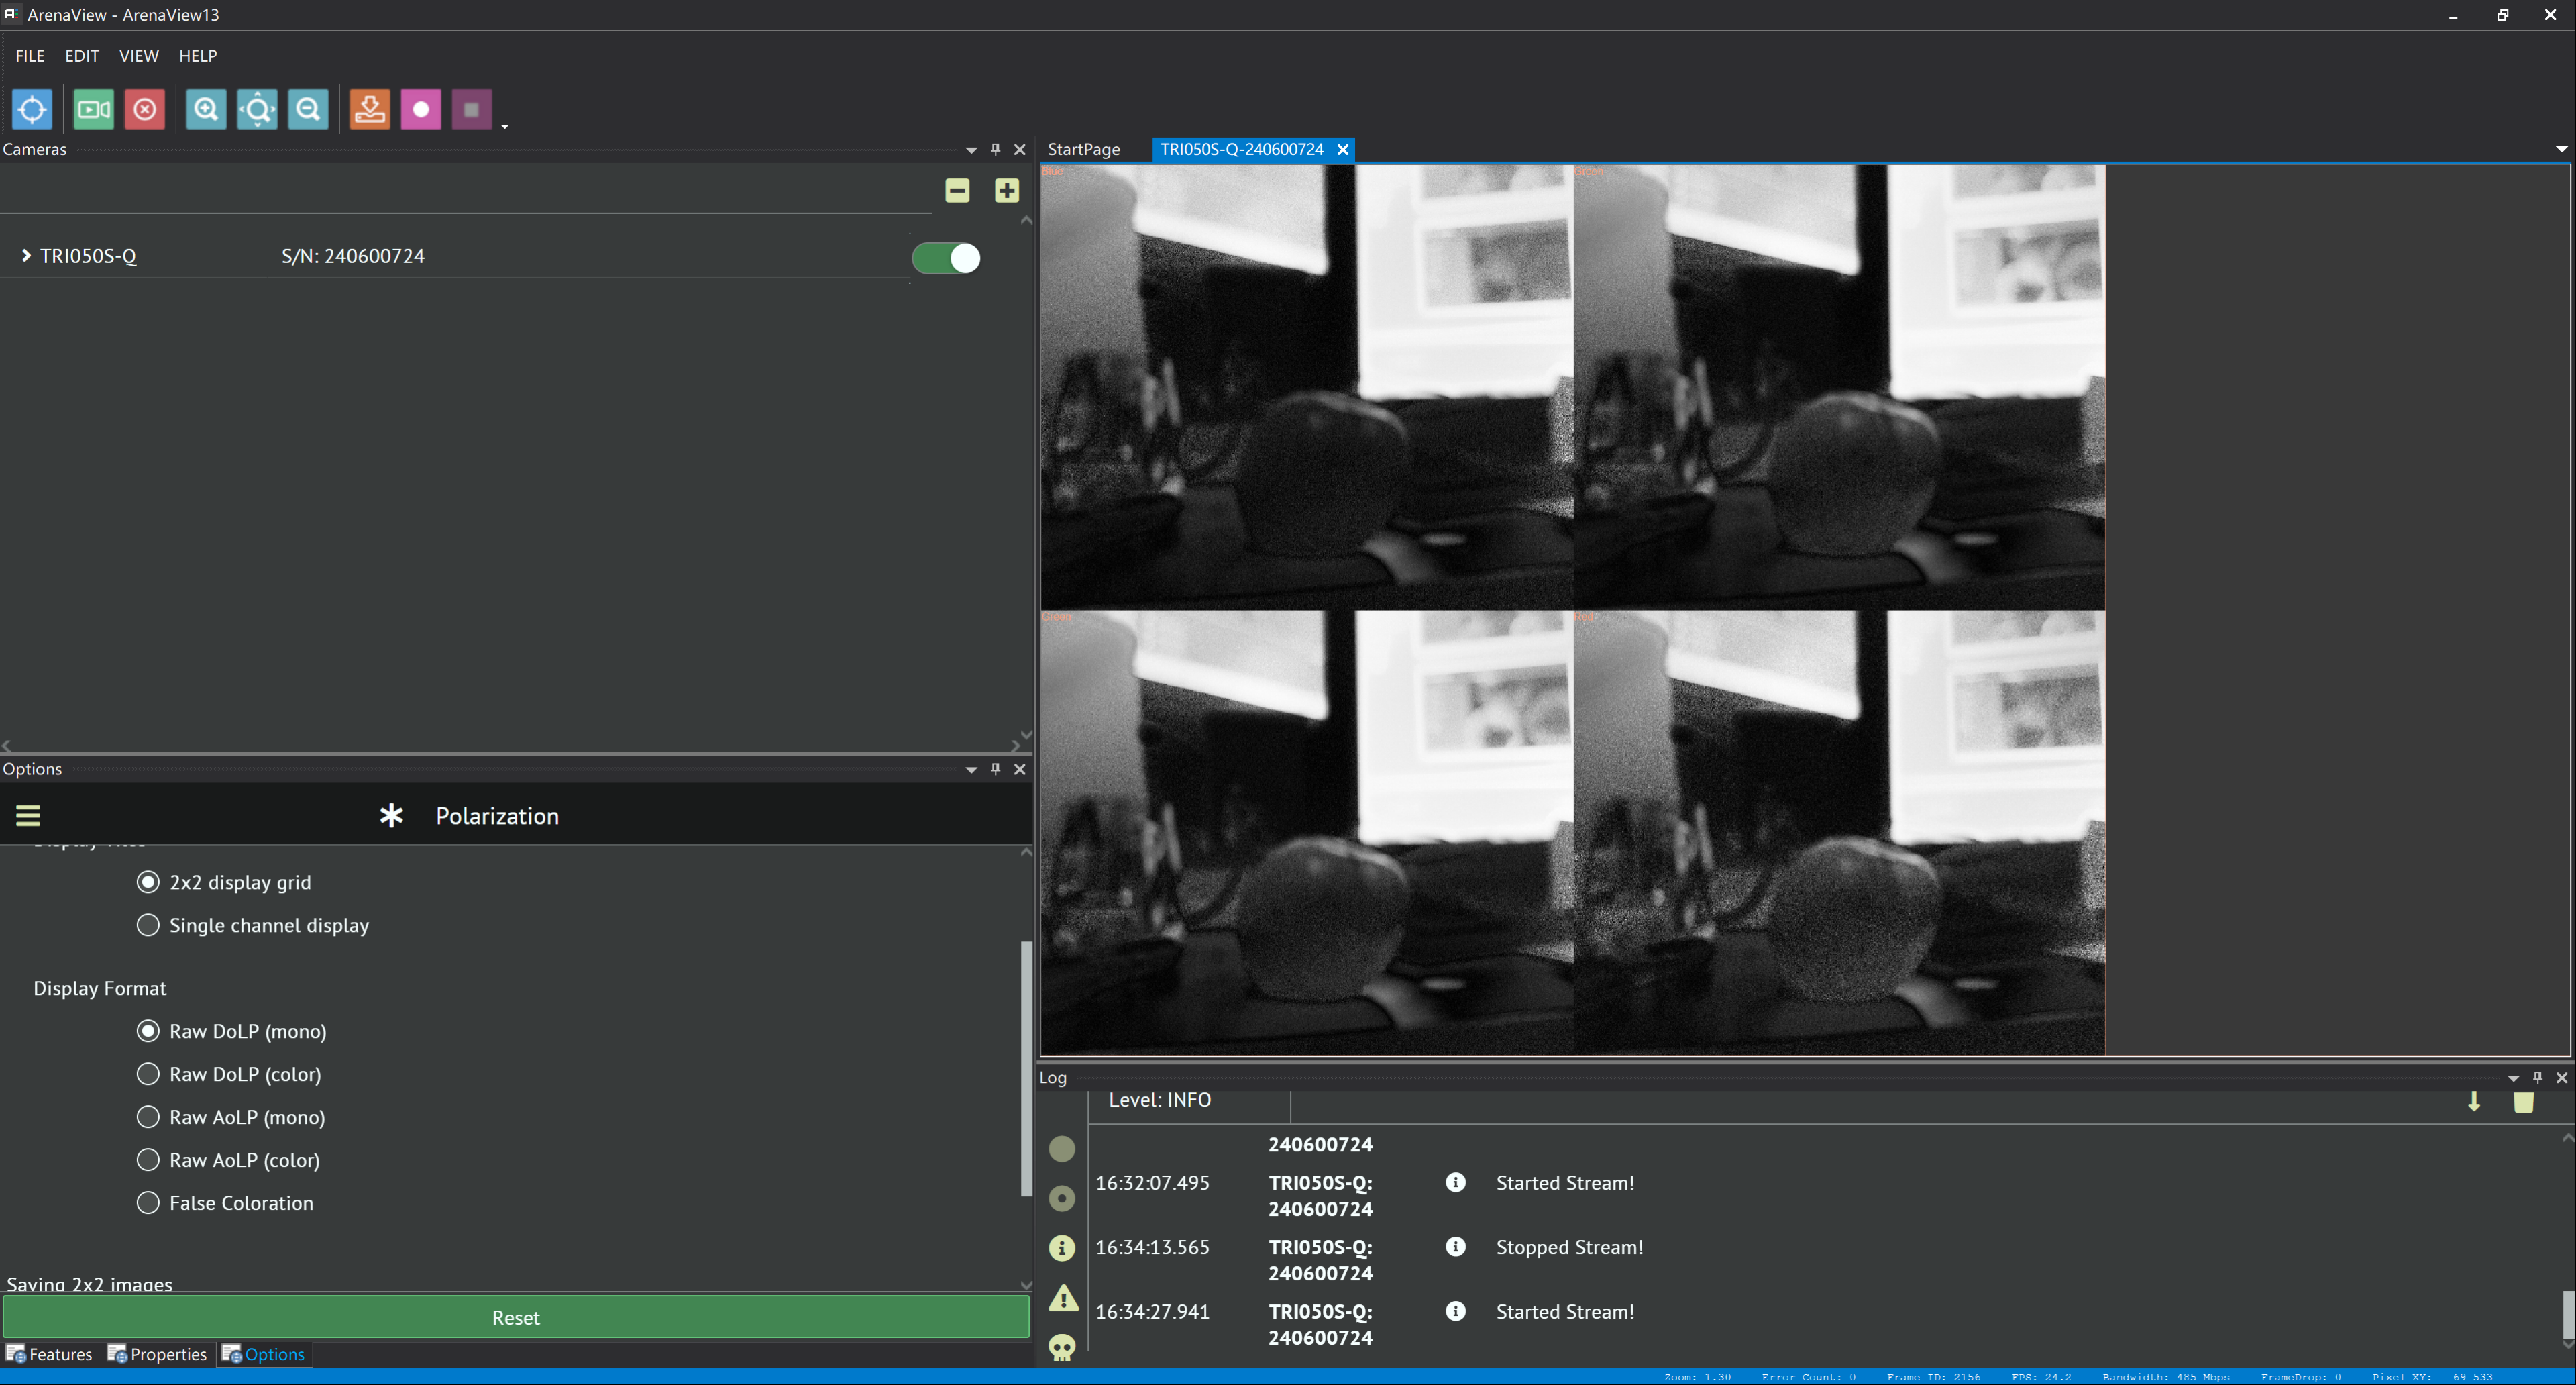 ArenaView - ArenaView13
FILE EDIT VIEW HELP
Cameras
TRI050S-Q S/N: 240600724
Options
Polarization
2x2 display grid
Single channel display
Display Format
Raw DoLP (mono)
Raw DoLP (color)
Raw AoLP (mono)
Raw AoLP (color)
False Coloration
Saving 2x2 images
Reset
Features Properties Options
StartPage TRI050S-Q-240600724
Blue Green
Green Red
Log
Level: INFO
240600724
16:32:07.495 TRI050S-Q: Started Stream!
240600724
16:34:13.565 TRI050S-Q: Stopped Stream!
240600724
16:34:27.941 TRI050S-Q: Started Stream!
240600724
Zoom: 1.30 Error Count: 0 Frame ID: 2156 FPS: 24.2 Bandwidth: 485 Mbps FrameDrop: 0 Pixel XY: 69 533